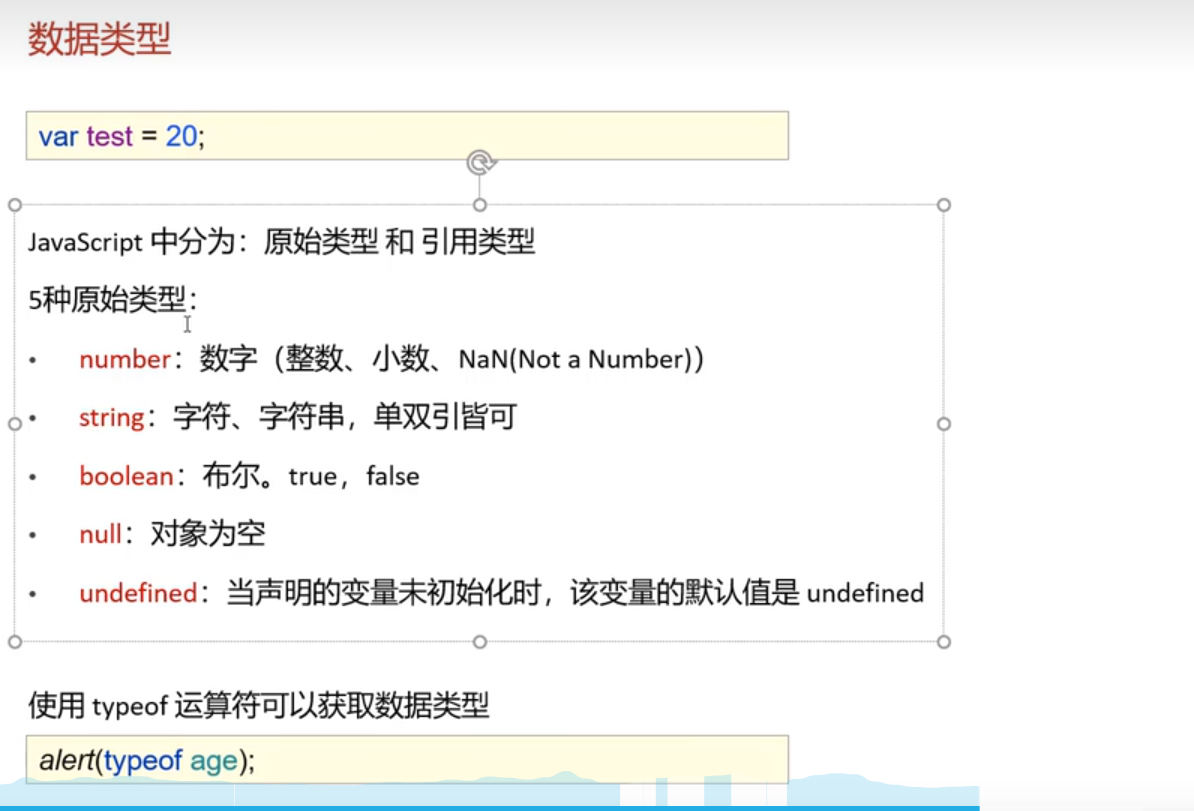 数据类型
var test = 20;
JavaScript 中分为：原始类型 和 引用类型
5种原始类型：
• number：数字（整数、小数、NaN(Not a Number)）
• string：字符、字符串，单双引皆可
• boolean：布尔。true，false
• null：对象为空
• undefined：当声明的变量未初始化时，该变量的默认值是 undefined
使用 typeof 运算符可以获取数据类型
alert(typeof age);